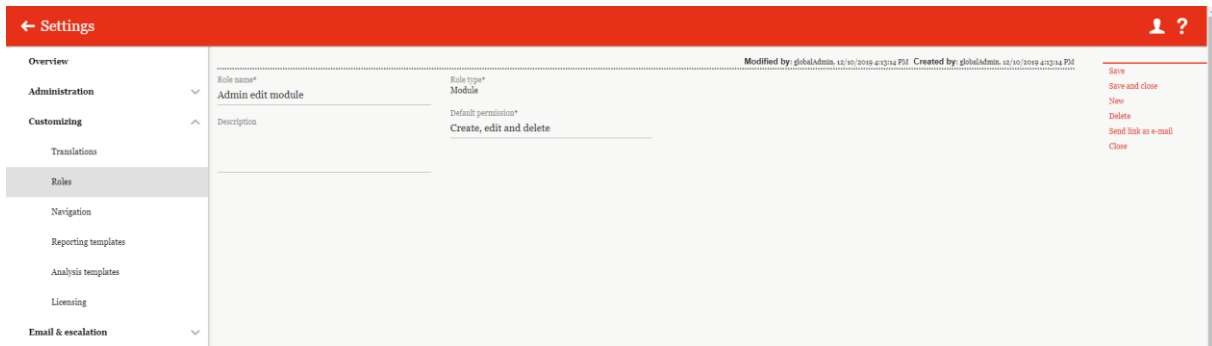 ← Settings
?
Overview
Administration
Customizing
Translations
Roles
Navigation
Reporting templates
Analysis templates
Licensing
Email & escalation
Modified by: globalAdmin, 12/10/2019 4:13:14 PM Created by: globalAdmin, 12/10/2019 4:13:14 PM
Role name*
Admin edit module
Description
Role type*
Module
Default permission*
Create, edit and delete
Save
Save and close
New
Delete
Send link as e-mail
Close